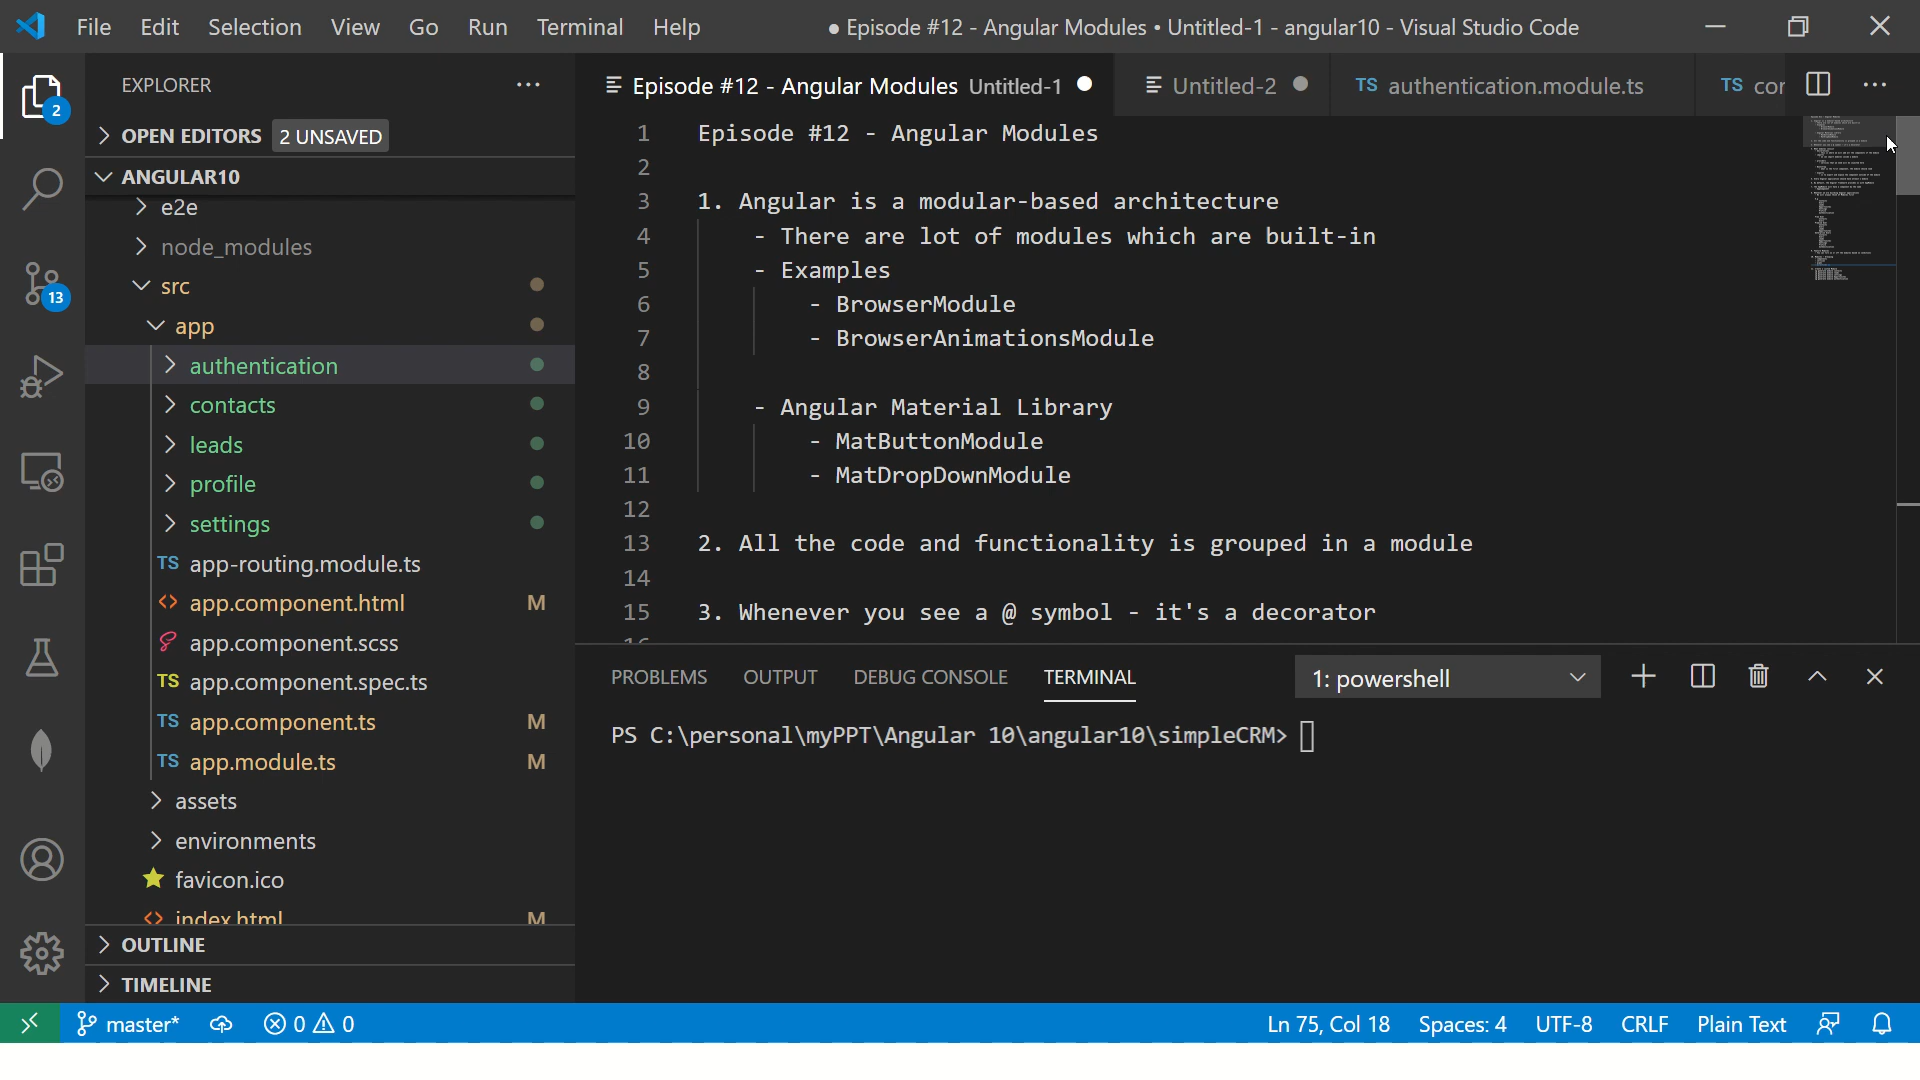 File Edit Selection View Go Run Terminal Help
● Episode #12 - Angular Modules • Untitled-1 - angular10 - Visual Studio Code
EXPLORER
Episode #12 - Angular Modules Untitled-1
Untitled-2
TS authentication.module.ts
TS cor
2
OPEN EDITORS 2 UNSAVED
ANGULAR10
e2e
node_modules
src
13
app
authentication
contacts
leads
profile
settings
TS app-routing.module.ts
<> app.component.html M
app.component.scss
TS app.component.spec.ts
TS app.component.ts M
TS app.module.ts M
assets
environments
favicon.ico
<> index.html M
OUTLINE
TIMELINE
1 Episode #12 - Angular Modules
2
3 1. Angular is a modular-based architecture
4 - There are lot of modules which are built-in
5 - Examples
6 - BrowserModule
7 - BrowserAnimationsModule
8
9 - Angular Material Library
10 - MatButtonModule
11 - MatDropDownModule
12
13 2. All the code and functionality is grouped in a module
14
15 3. Whenever you see a @ symbol - it's a decorator
16
PROBLEMS OUTPUT DEBUG CONSOLE TERMINAL 1: powershell
PS C:\personal\myPPT\Angular 10\angular10\simpleCRM>
master* 0 0 Ln 75, Col 18 Spaces: 4 UTF-8 CRLF Plain Text